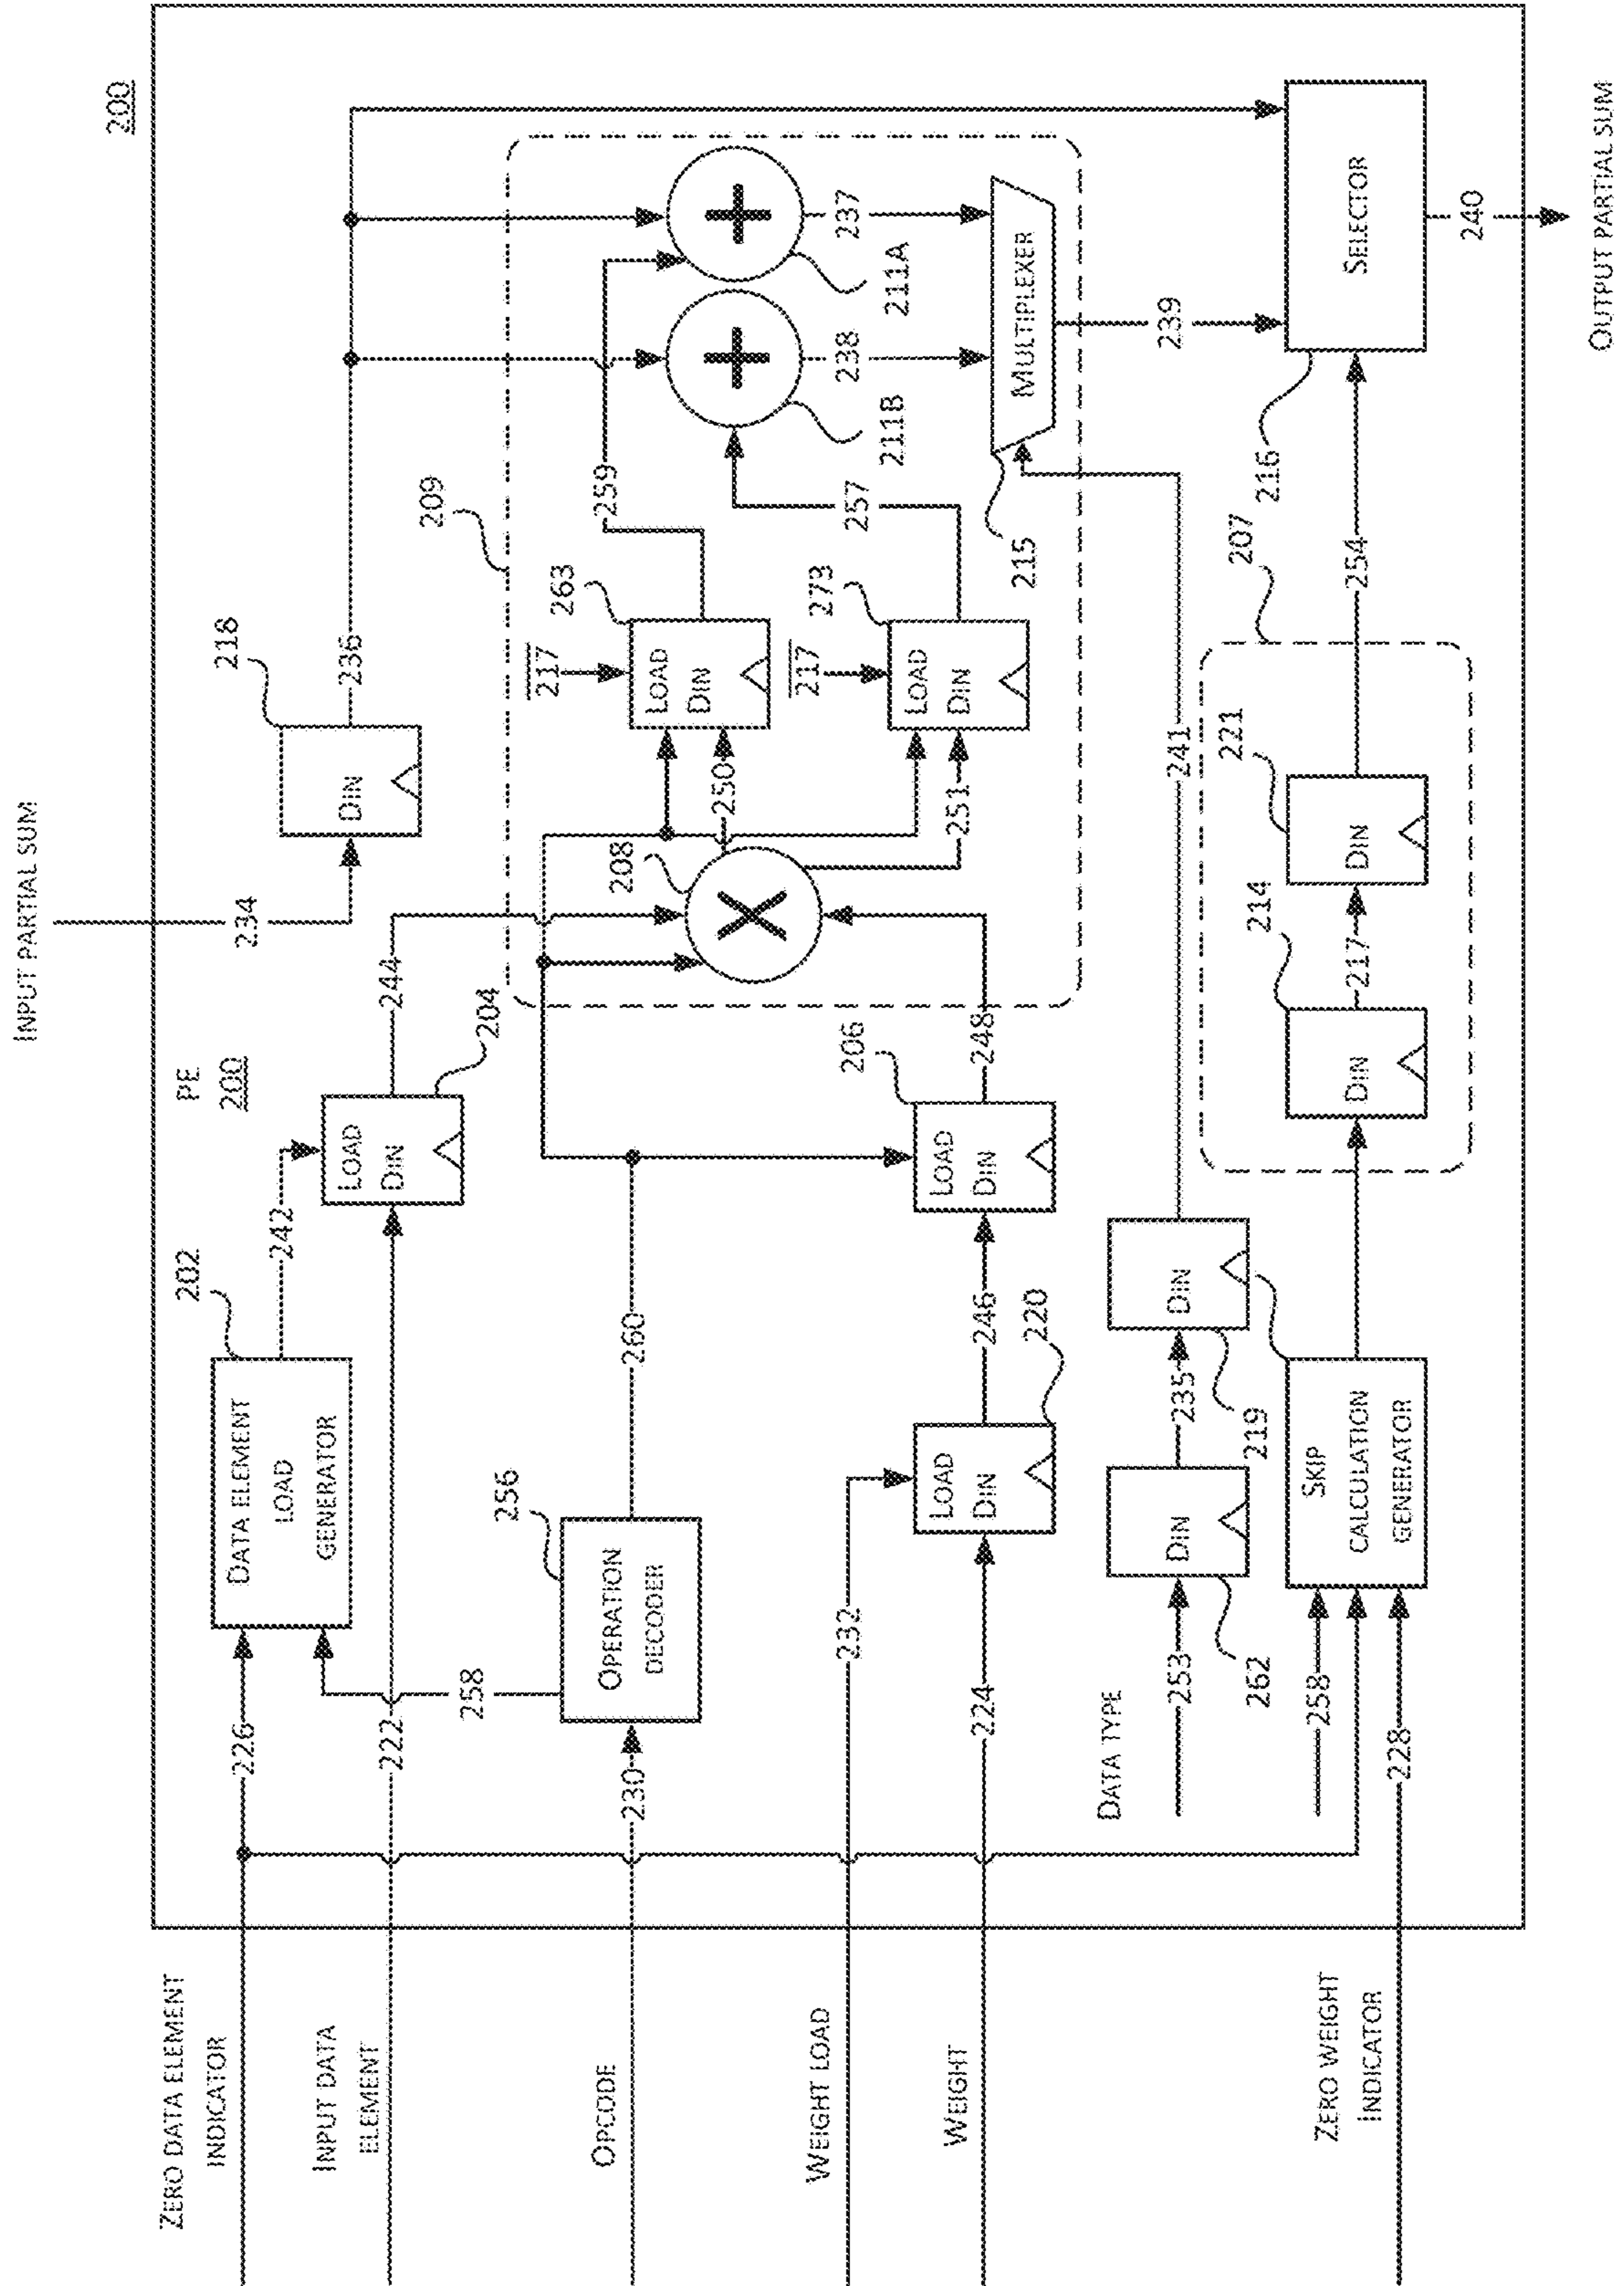 INPUT PARTIAL SUM
200
ZERO DATA ELEMENT
INDICATOR
226
202
DATA ELEMENT
LOAD
GENERATOR
242
PE
200
234
218
DIN
236
INPUT DATA
ELEMENT
222
258
LOAD
DIN
204
244
209
OPCODE
230
256
OPERATION
DECODER
260
208
250
217
263
LOAD
DIN
259
211A
237
WEIGHT LOAD
232
251
217
273
LOAD
DIN
257
211B
238
WEIGHT
224
LOAD
DIN
220
246
206
LOAD
DIN
248
215
MULTIPLEXER
239
DATA TYPE
253
DIN
262
235
DIN
219
241
207
216
ZERO WEIGHT
INDICATOR
258
228
SKIP
CALCULATION
GENERATOR
214
DIN
217
221
DIN
254
SELECTOR
240
OUTPUT PARTIAL SUM